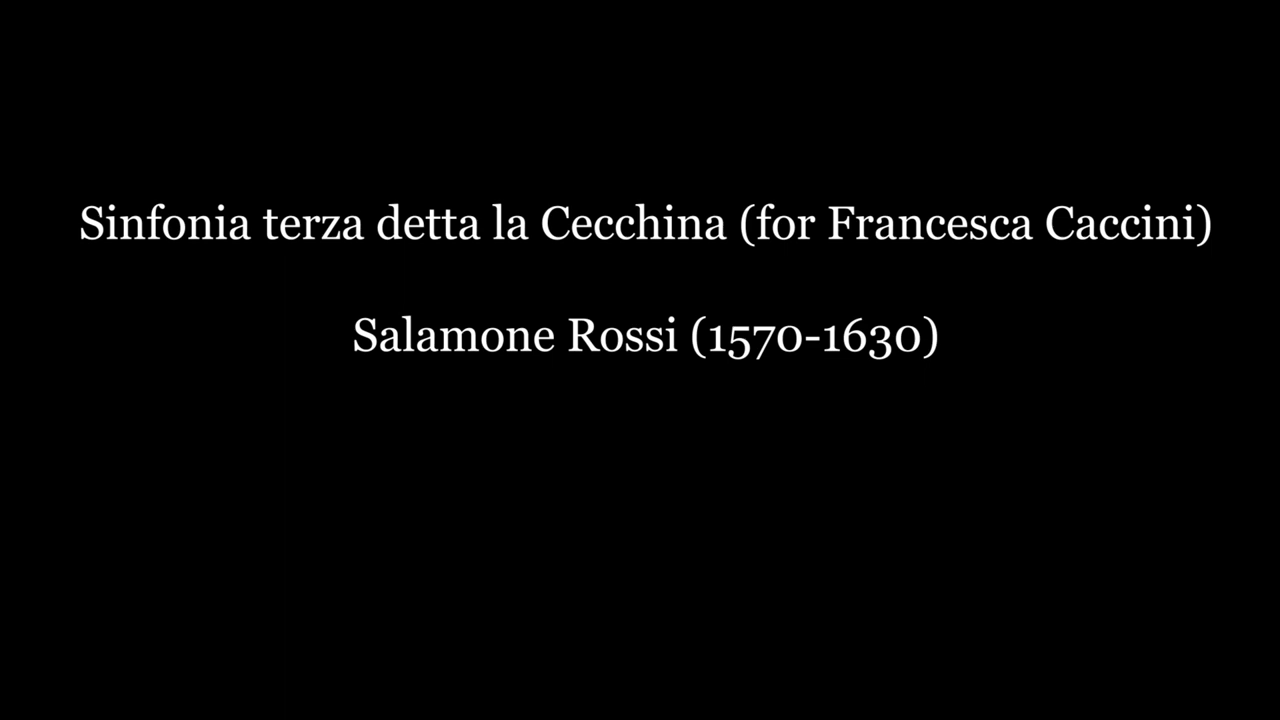 Sinfonia terza detta la Cecchina (for Francesca Caccini)
Salamone Rossi (1570-1630)